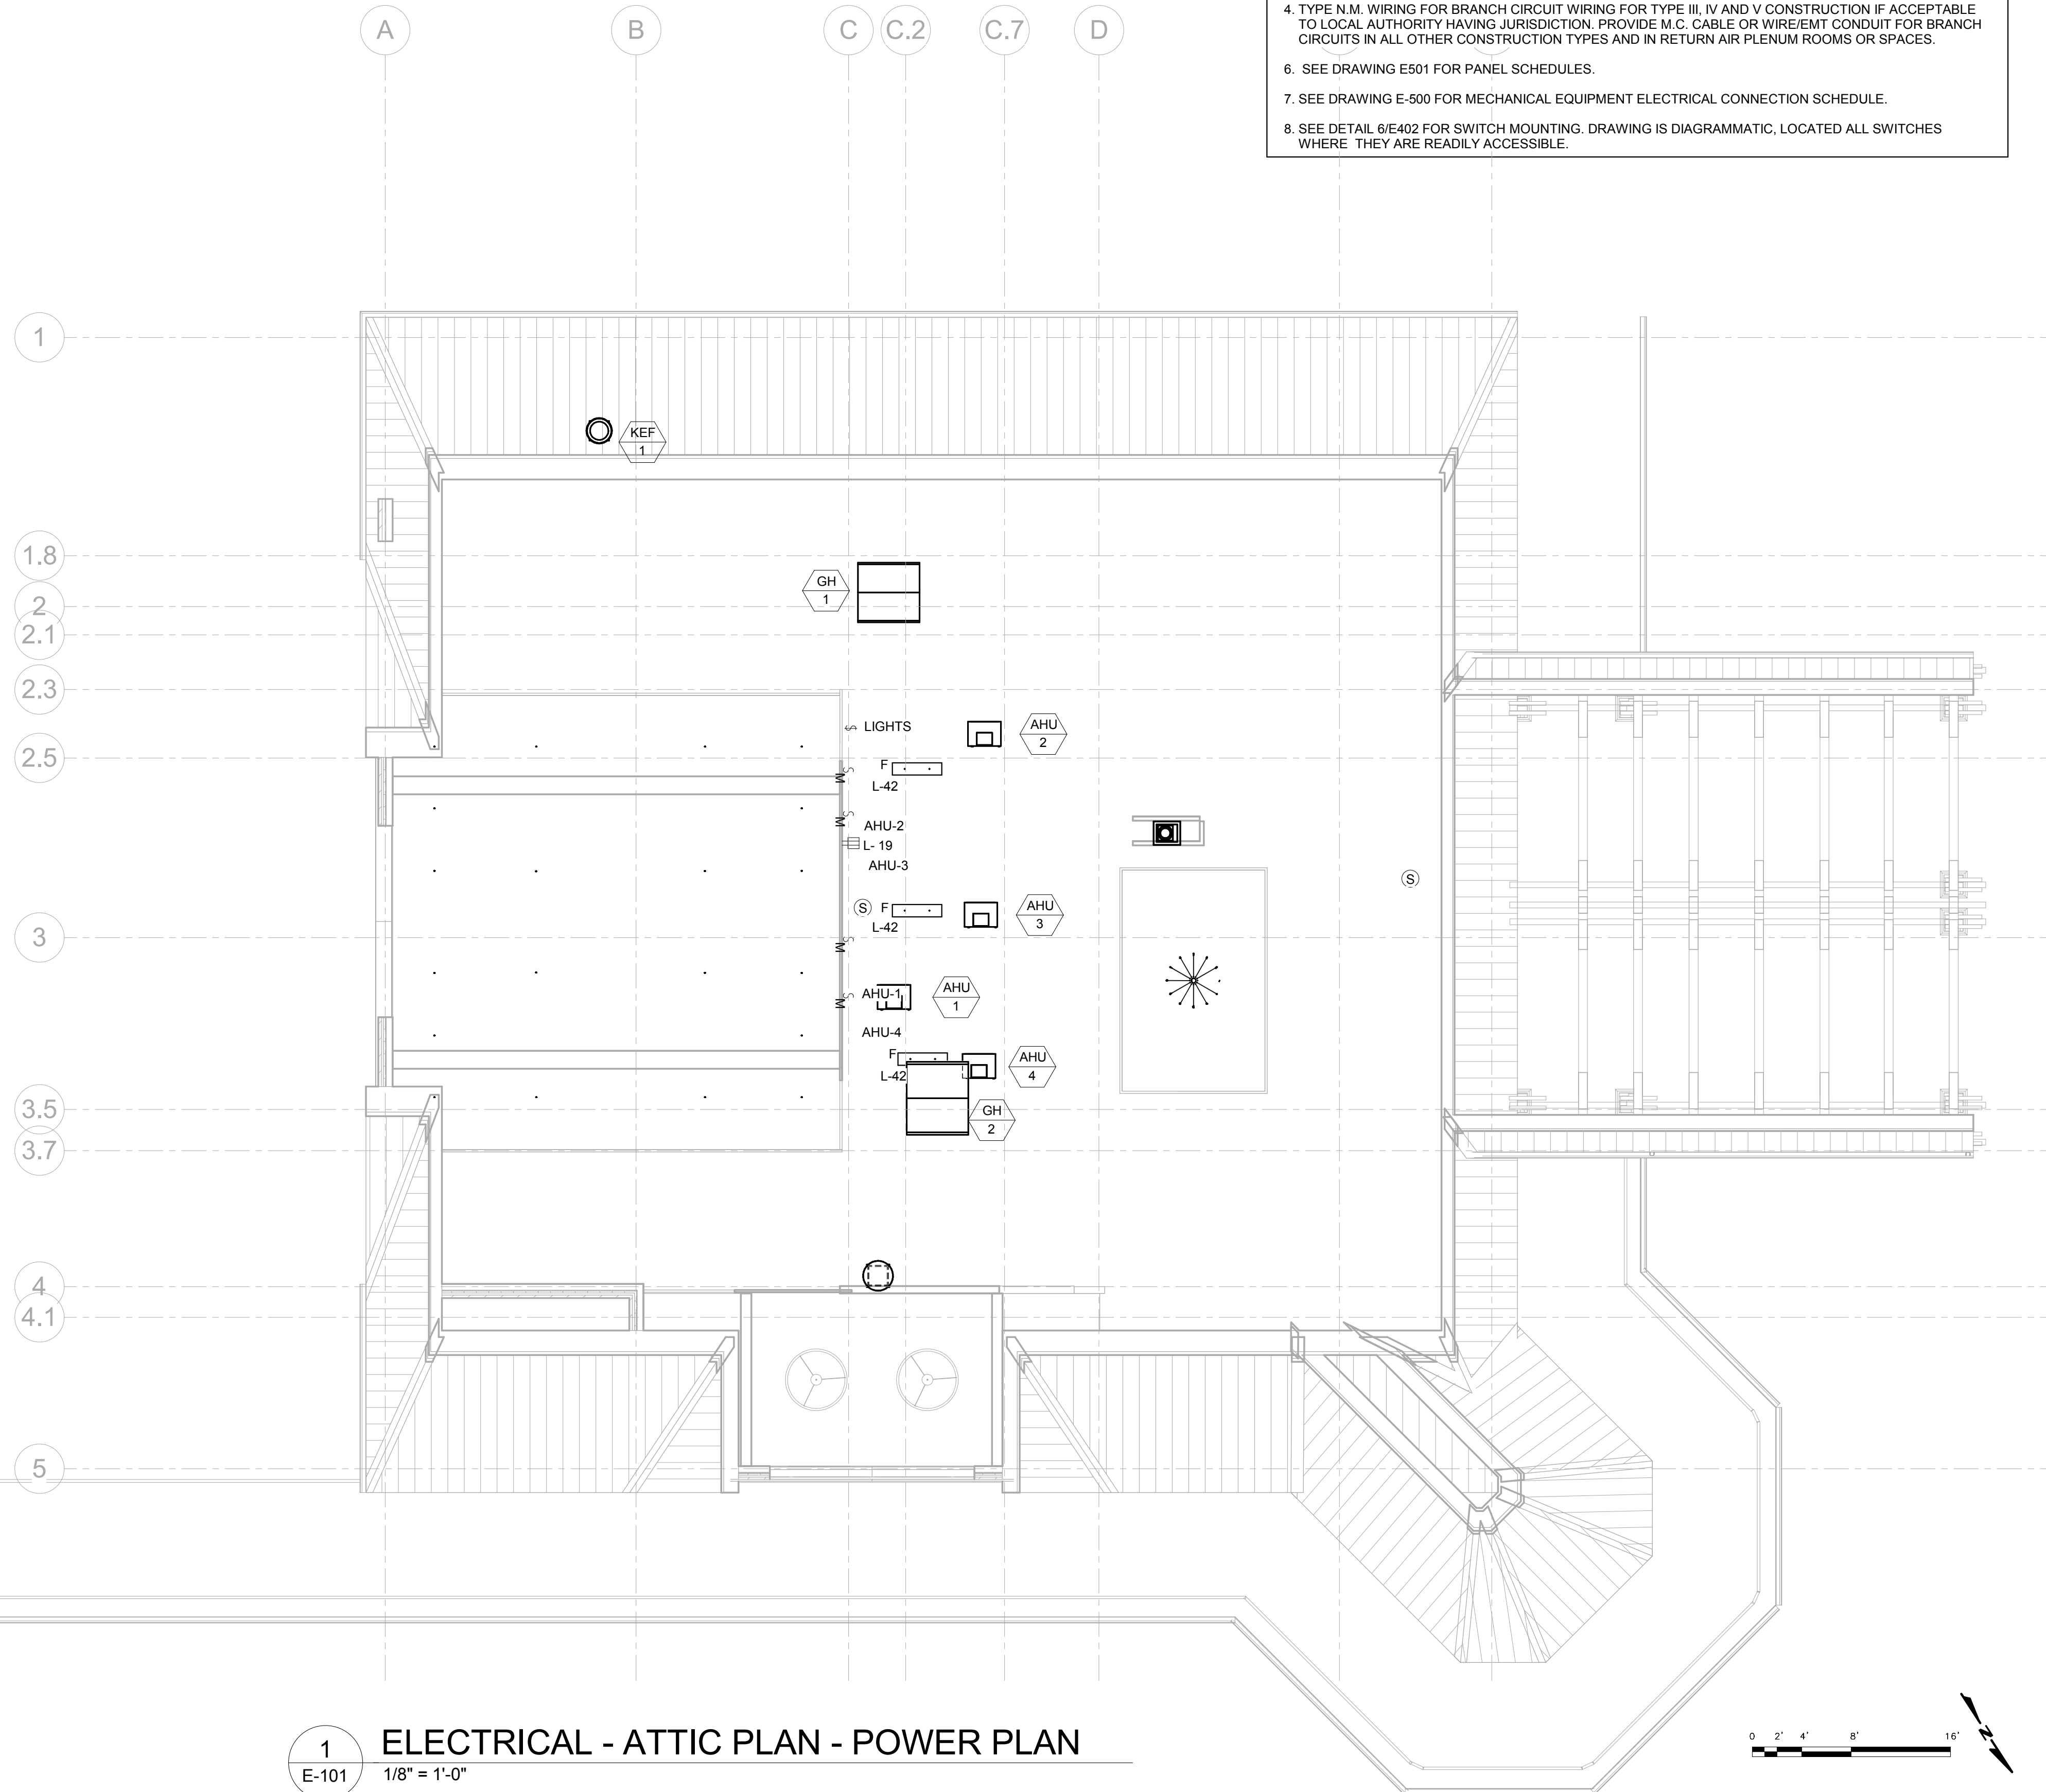 4. TYPE N.M. WIRING FOR BRANCH CIRCUIT WIRING FOR TYPE III, IV AND V CONSTRUCTION IF ACCEPTABLE
TO LOCAL AUTHORITY HAVING JURISDICTION. PROVIDE M.C. CABLE OR WIRE/EMT CONDUIT FOR BRANCH
CIRCUITS IN ALL OTHER CONSTRUCTION TYPES AND IN RETURN AIR PLENUM ROOMS OR SPACES.
6. SEE DRAWING E501 FOR PANEL SCHEDULES.
7. SEE DRAWING E-500 FOR MECHANICAL EQUIPMENT ELECTRICAL CONNECTION SCHEDULE.
8. SEE DETAIL 6/E402 FOR SWITCH MOUNTING. DRAWING IS DIAGRAMMATIC, LOCATED ALL SWITCHES
WHERE THEY ARE READILY ACCESSIBLE.
A B C C.2 C.7 D
1
KEF
1
1.8
GH
1
2
2.1
2.3
LIGHTS
AHU
2
2.5
F
L-42
S
M
S
M
AHU-2
L- 19
AHU-3
S
S
F
L-42
AHU
3
3
S
M
AHU-1
AHU
1
S
M
AHU-4
F
L-42
AHU
4
3.5
GH
2
3.7
4
4.1
5
1
E-101
ELECTRICAL - ATTIC PLAN - POWER PLAN
1/8" = 1'-0"
0 2' 4' 8' 16'
N